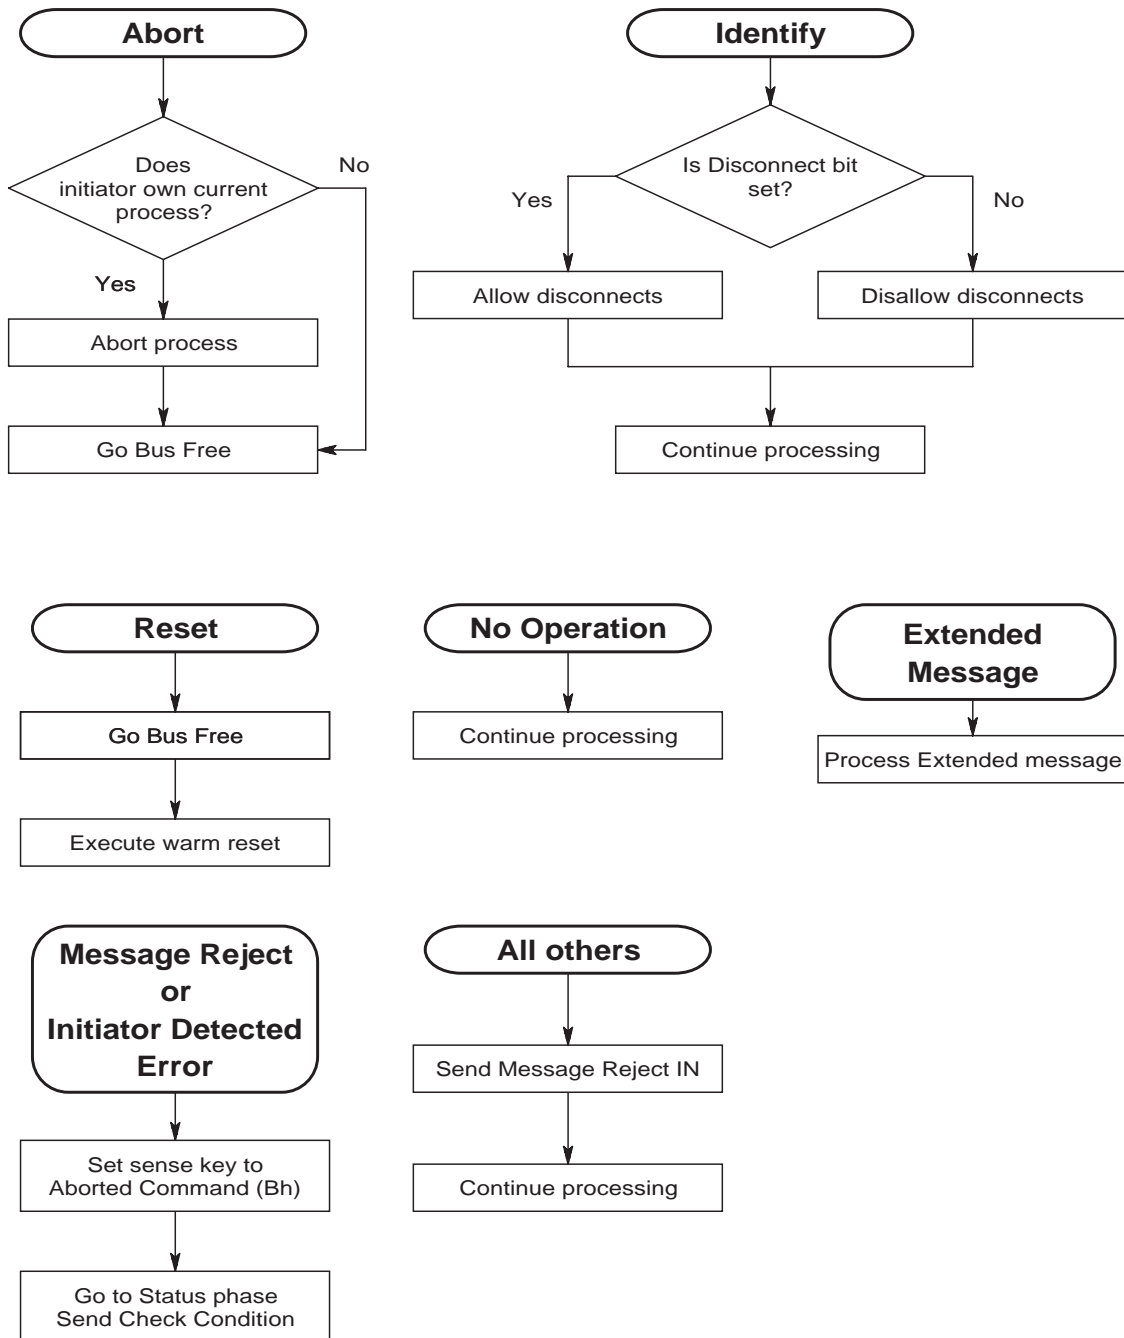 Abort
Does
initiator own current
process?
No
Yes
Abort process
Go Bus Free
Identify
Is Disconnect bit
set?
Yes
No
Allow disconnects
Disallow disconnects
Continue processing
Reset
Go Bus Free
Execute warm reset
No Operation
Continue processing
Extended
Message
Process Extended message
Message Reject
or
Initiator Detected
Error
Set sense key to
Aborted Command (Bh)
Go to Status phase
Send Check Condition
All others
Send Message Reject IN
Continue processing